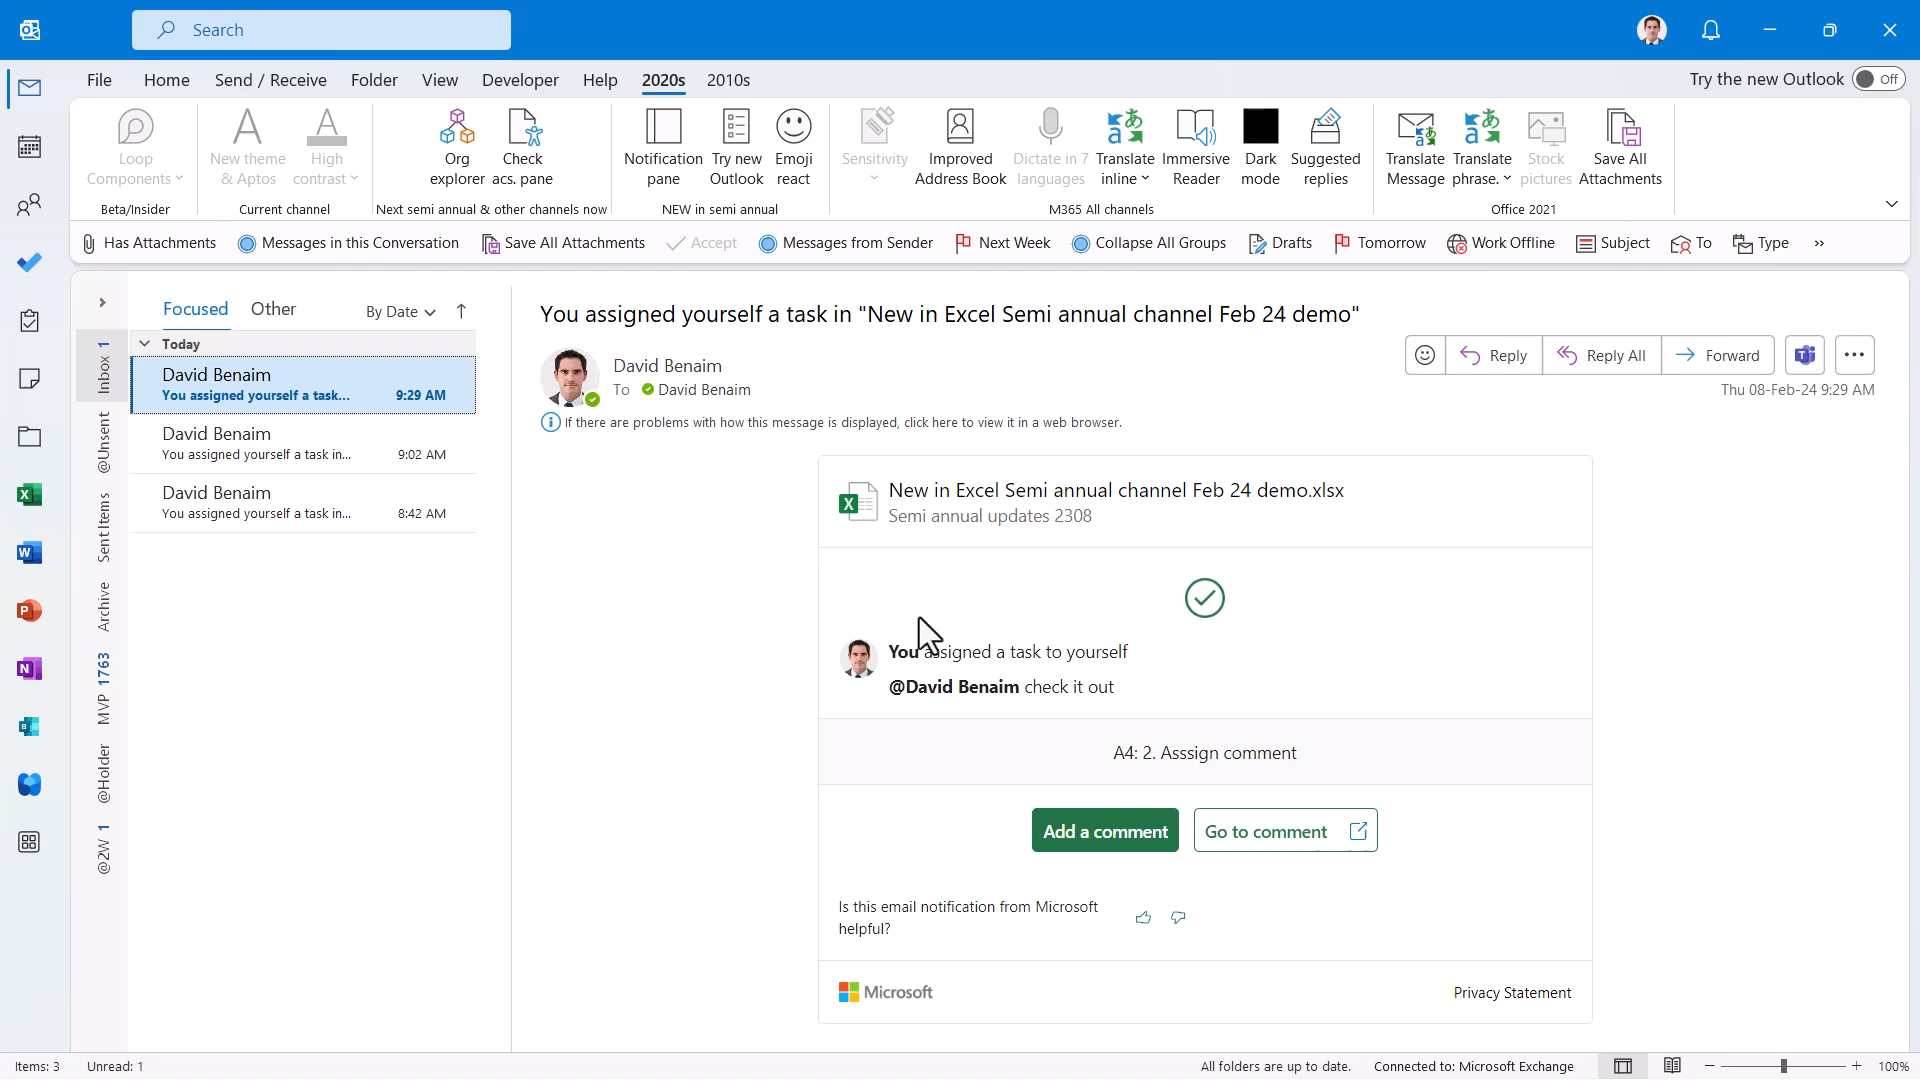 Search
File Home Send / Receive Folder View Developer Help 2020s 2010s
Try the new Outlook Off
Loop Components
New theme & Aptos
High contrast
Org explorer
Check acs. pane
Notification pane
Try new Outlook
Emoji react
Sensitivity
Improved Address Book
Dictate in 7 languages
Translate inline
Immersive Reader
Dark mode
Suggested replies
Translate Message
Translate phrase.
Stock pictures
Save All Attachments
Beta/Insider
Current channel
Next semi annual & other channels now
NEW in semi annual
M365 All channels
Office 2021
Has Attachments Messages in this Conversation Save All Attachments Accept Messages from Sender Next Week Collapse All Groups Drafts Tomorrow Work Offline Subject To Type »
Inbox 1
@Unsent
Sent Items
Archive
MVP 1763
@Holder
@2W 1
Focused Other By Date
Today
David Benaim
You assigned yourself a task... 9:29 AM
David Benaim
You assigned yourself a task in... 9:02 AM
David Benaim
You assigned yourself a task in... 8:42 AM
You assigned yourself a task in "New in Excel Semi annual channel Feb 24 demo"
David Benaim
To David Benaim
Reply Reply All Forward
Thu 08-Feb-24 9:29 AM
If there are problems with how this message is displayed, click here to view it in a web browser.
New in Excel Semi annual channel Feb 24 demo.xlsx
Semi annual updates 2308
You assigned a task to yourself
@David Benaim check it out
A4: 2. Asssign comment
Add a comment Go to comment
Is this email notification from Microsoft
helpful?
Microsoft
Privacy Statement
Items: 3 Unread: 1
All folders are up to date. Connected to: Microsoft Exchange 100%